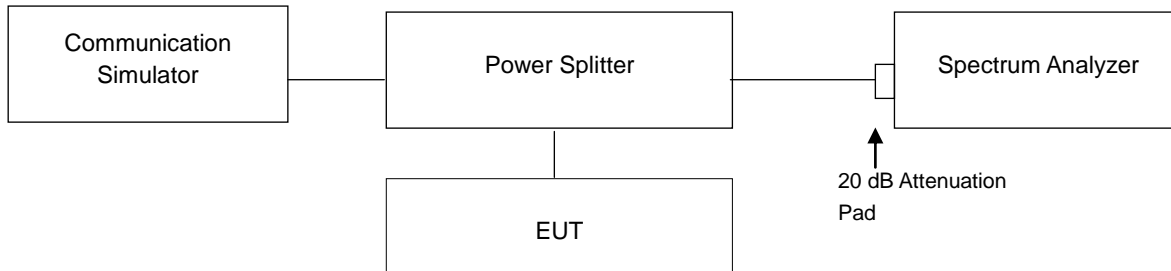 Communication
Simulator
Power Splitter
Spectrum Analyzer
20 dB Attenuation
Pad
EUT